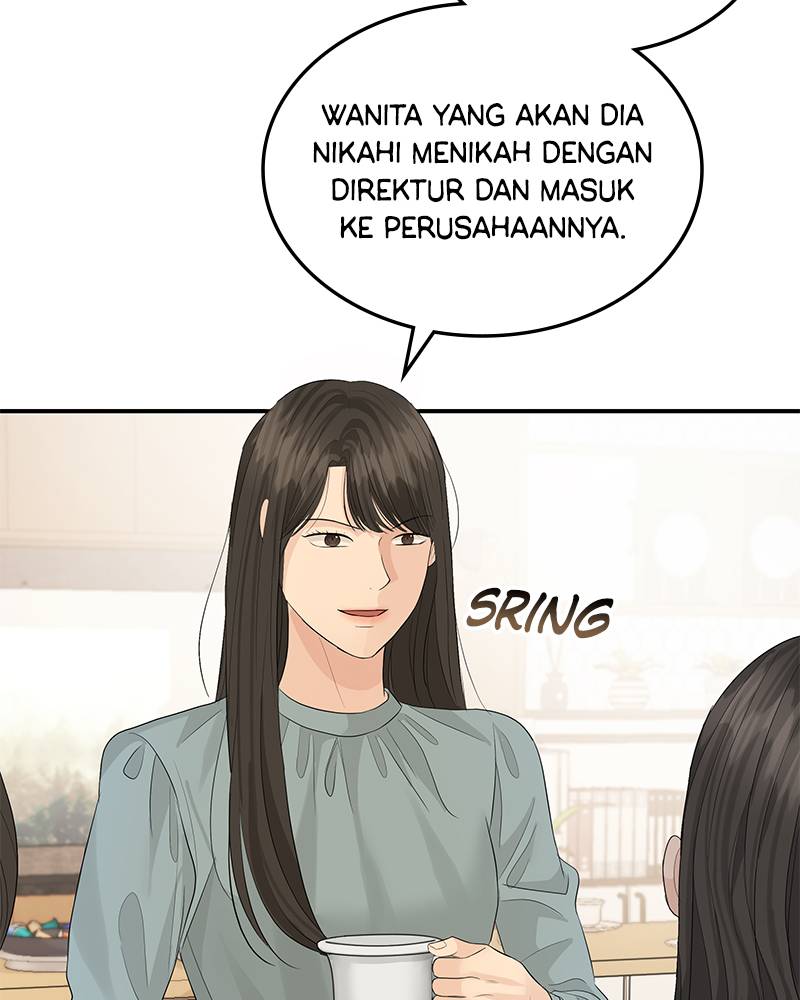 WANITA YANG AKAN DIA
NIKAHI MENIKAH DENGAN
DIREKTUR DAN MASUK
KE PERUSAHAANNYA.
SRING